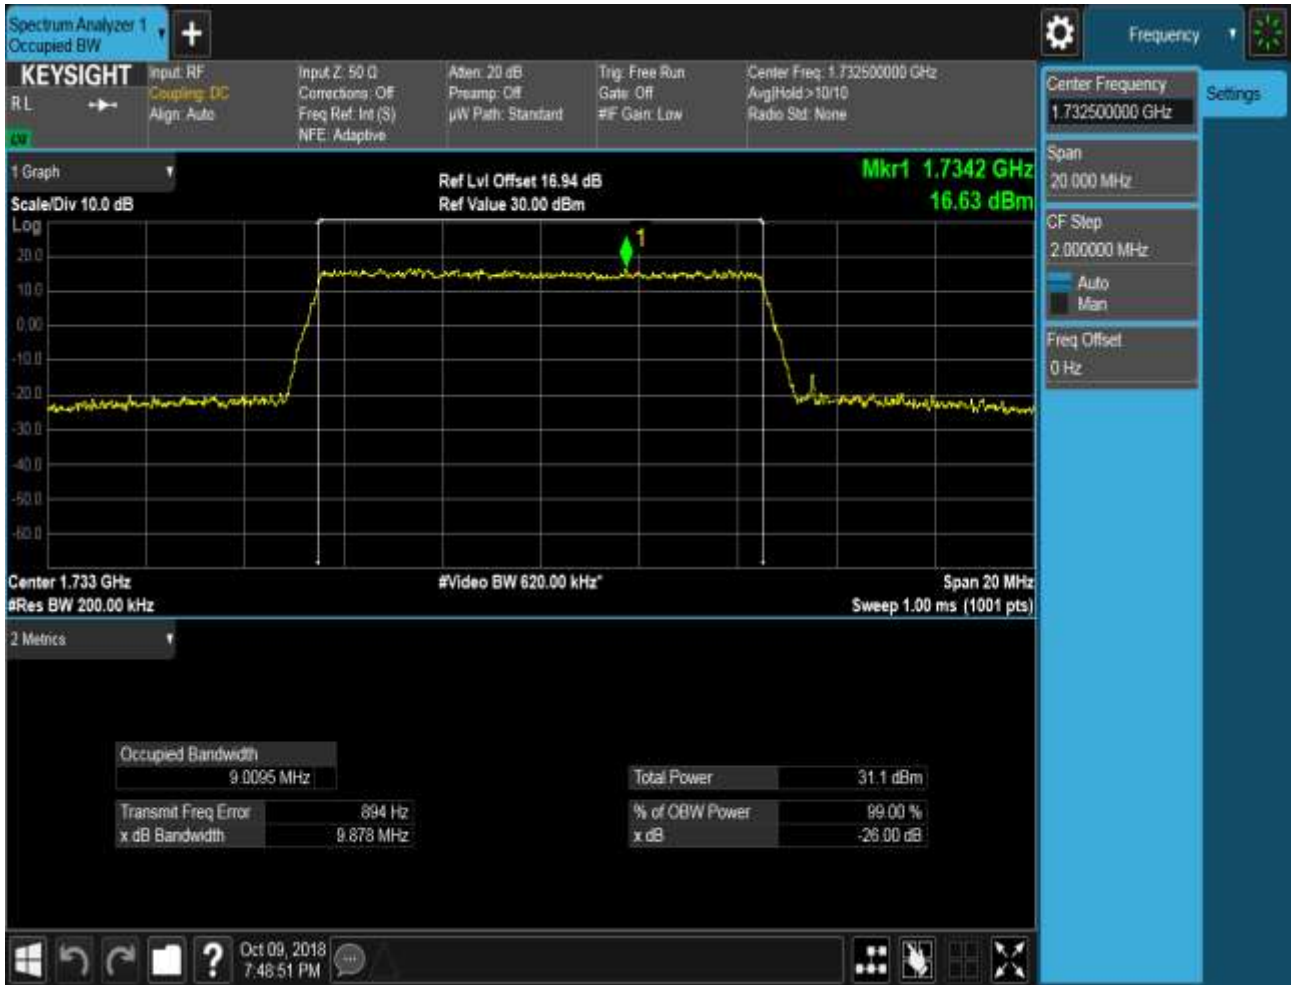 Spectrum Analyzer 1
Occupied BW
+
Frequency
KEYSIGHT
R L
LW
Input: RF
Coupling: DC
Align: Auto
Input Z: 50 Ω
Corrections: Off
Freq Ref: Int (S)
NFE: Adaptive
Atten: 20 dB
Preamp: Off
µW Path: Standard
Trig: Free Run
Gate: Off
#IF Gain: Low
Center Freq: 1.732500000 GHz
Avg|Hold:>10/10
Radio Std: None
Center Frequency
1.732500000 GHz
Settings
Span
20.000 MHz
CF Step
2.000000 MHz
Auto
Man
Freq Offset
0 Hz
1 Graph
Scale/Div 10.0 dB
Ref Lvl Offset 16.94 dB
Ref Value 30.00 dBm
Mkr1 1.7342 GHz
16.63 dBm
Log
1
20.0
10.0
0.00
-10.0
-20.0
-30.0
-40.0
-50.0
-60.0
Center 1.733 GHz
#Video BW 620.00 kHz*
Span 20 MHz
#Res BW 200.00 kHz
Sweep 1.00 ms (1001 pts)
2 Metrics
Occupied Bandwidth
9.0095 MHz
Total Power 31.1 dBm
Transmit Freq Error 894 Hz
% of OBW Power 99.00 %
x dB Bandwidth 9.878 MHz
x dB -26.00 dB
?
Oct 09, 2018
7:48:51 PM